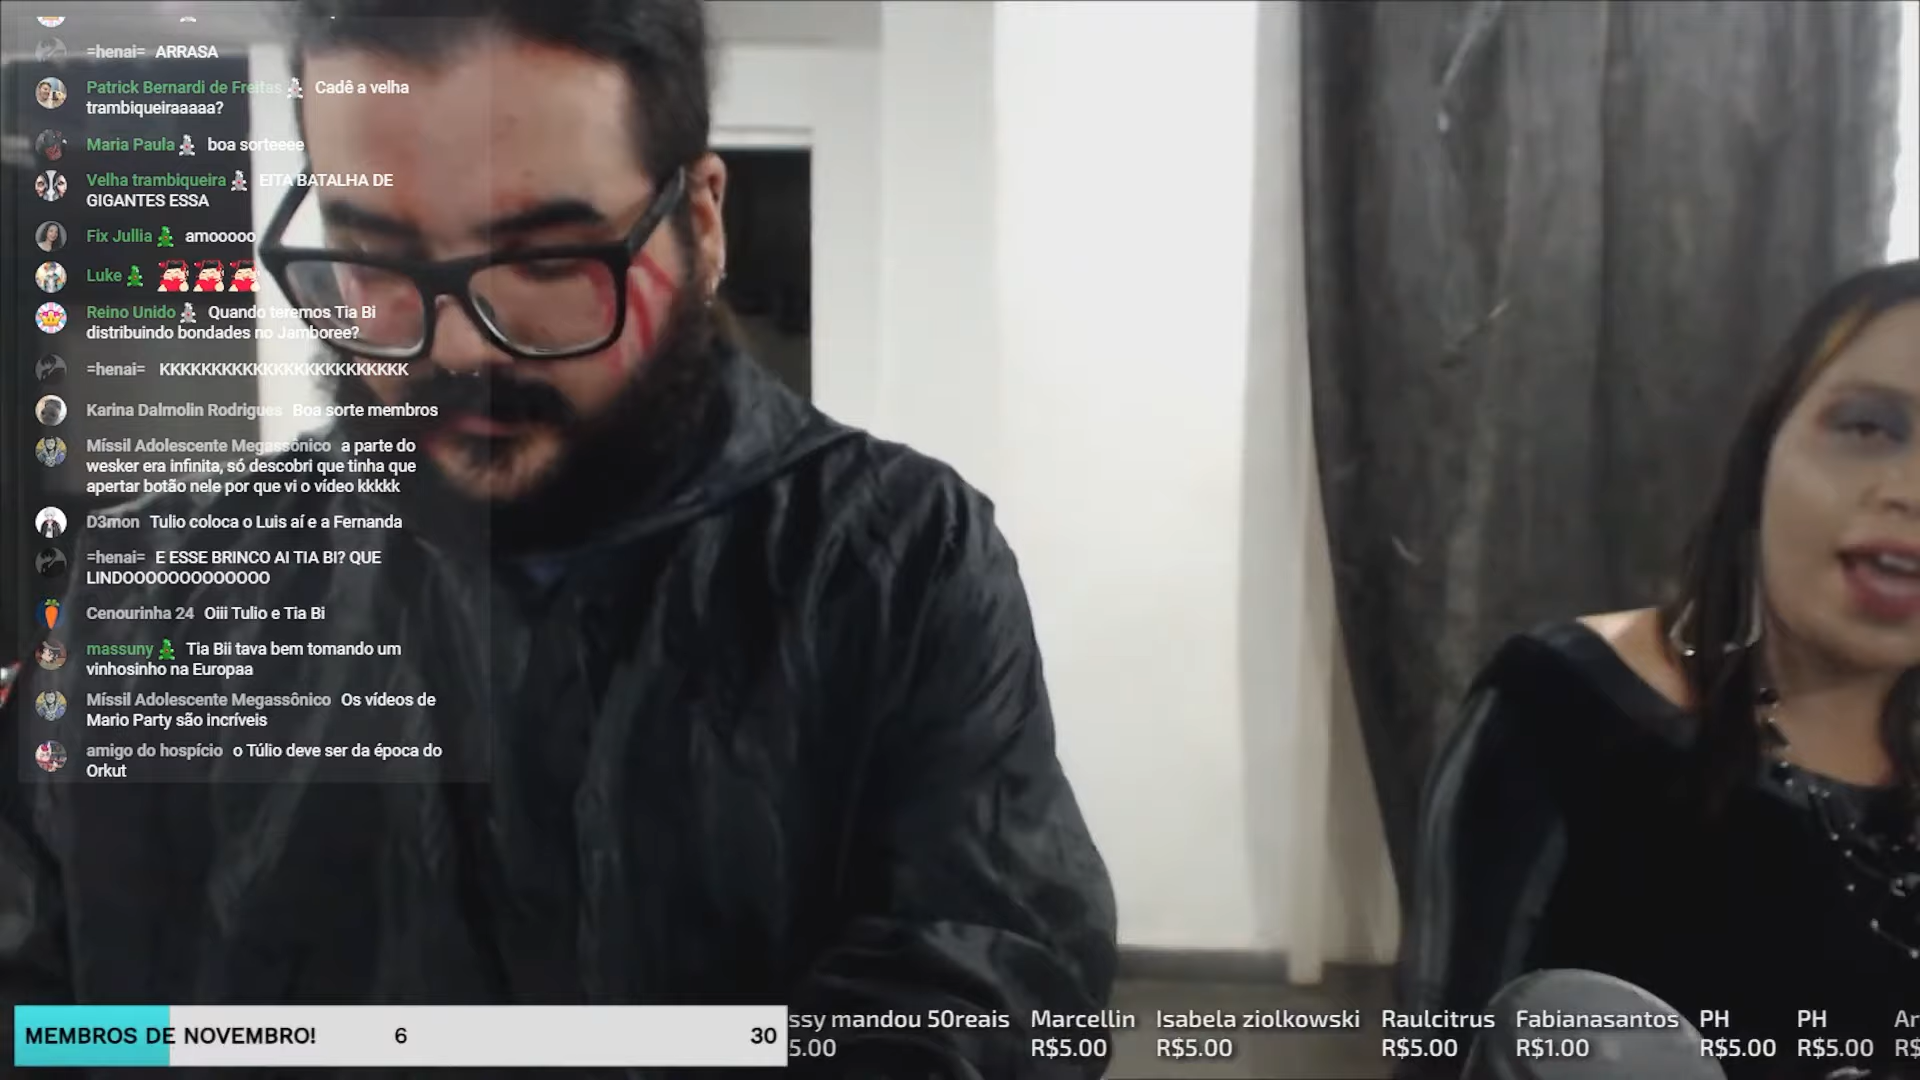 =henai= ARRASA
Patrick Bernardi de Freitas Cadê a velha
trambiqueiraaaaa?
Maria Paula boa sorteeee
Velha trambiqueira EITA BATALHA DE
GIGANTES ESSA
Fix Jullia amooooo
Luke
Reino Unido Quando teremos Tia Bi
distribuindo bondades no Jamboree?
=henai= KKKKKKKKKKKKKKKKKKKKKKKK
Karina Dalmolin Rodrigues Boa sorte membros
Míssil Adolescente Megassônico a parte do
wesker era infinita, só descobri que tinha que
apertar botão nele por que vi o vídeo kkkkk
D3mon Tulio coloca o Luis aí e a Fernanda
=henai= E ESSE BRINCO AI TIA BI? QUE
LINDOOOOOOOOOOOOO
Cenourinha 24 Oiii Tulio e Tia Bi
massuny Tia Bii tava bem tomando um
vinhosinho na Europaa
Míssil Adolescente Megassônico Os vídeos de
Mario Party são incríveis
amigo do hospício o Túlio deve ser da época do
Orkut
MEMBROS DE NOVEMBRO! 6 30
ssy mandou 50reais Marcellin Isabela ziolkowski Raulcitrus Fabianasantos PH PH Ar
5.00 R$5.00 R$5.00 R$5.00 R$1.00 R$5.00 R$5.00 R$